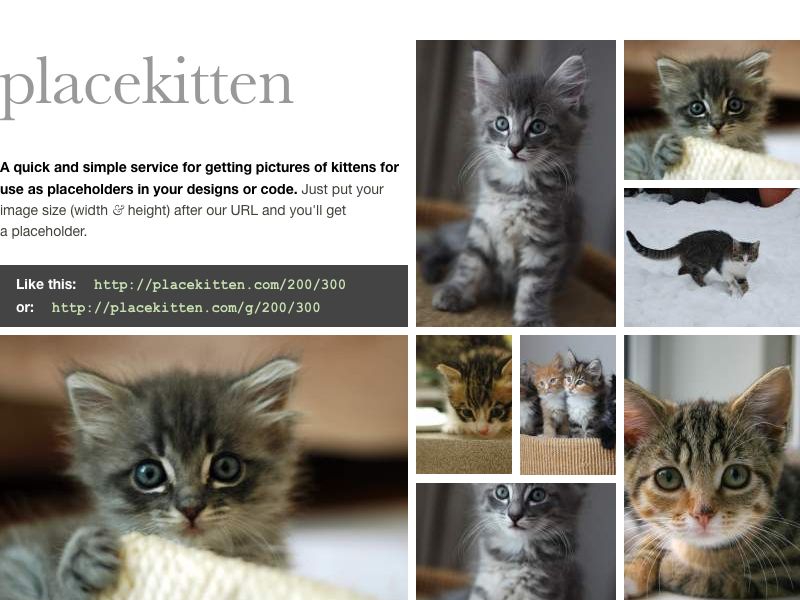 placekitten
A quick and simple service for getting pictures of kittens for
use as placeholders in your designs or code. Just put your
image size (width & height) after our URL and you'll get
a placeholder.
Like this: http://placekitten.com/200/300
or: http://placekitten.com/g/200/300